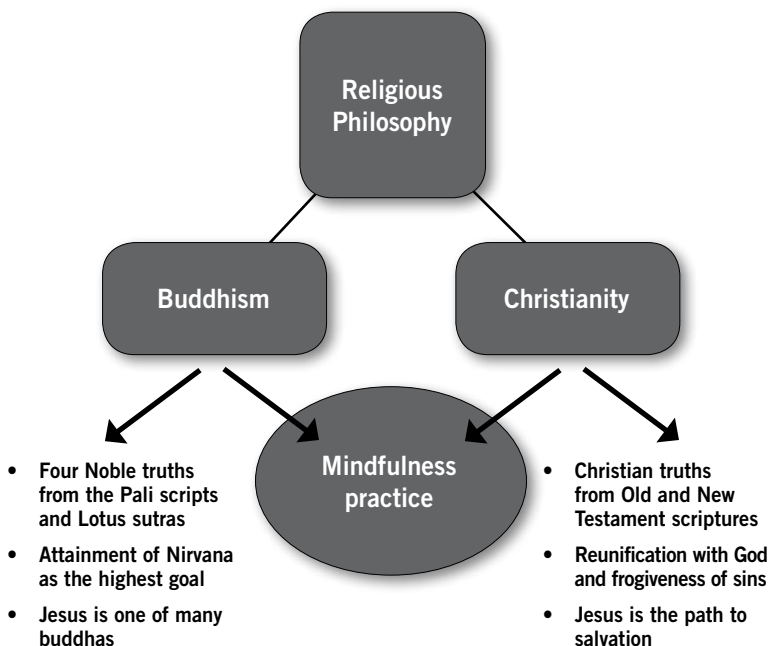 Religious
Philosophy
Buddhism
Christianity
Mindfulness
practice
• Four Noble truths
from the Pali scripts
and Lotus sutras
• Attainment of Nirvana
as the highest goal
• Jesus is one of many
buddhas
• Christian truths
from Old and New
Testament scriptures
• Reunification with God
and frogiveness of sins
• Jesus is the path to
salvation